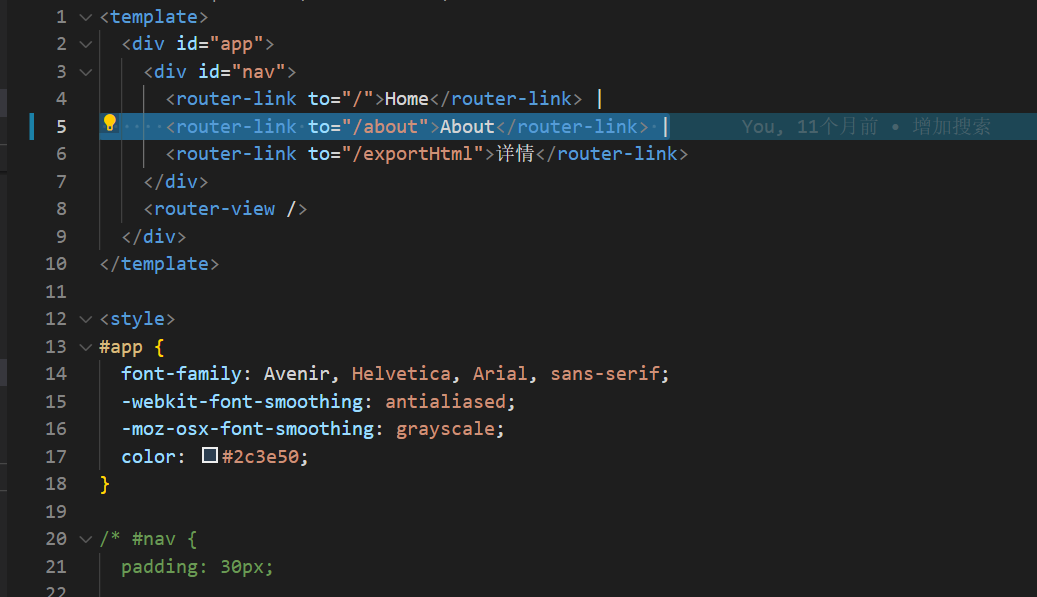 1 <template>
2 <div id="app">
3 <div id="nav">
4 <router-link to="/">Home</router-link> |
5 <router-link to="/about">About</router-link> | You, 11个月前 • 增加搜索
6 <router-link to="/exportHtml">详情</router-link>
7 </div>
8 <router-view />
9 </div>
10 </template>
11
12 <style>
13 #app {
14 font-family: Avenir, Helvetica, Arial, sans-serif;
15 -webkit-font-smoothing: antialiased;
16 -moz-osx-font-smoothing: grayscale;
17 color: #2c3e50;
18 }
19
20 /* #nav {
21 padding: 30px;
22